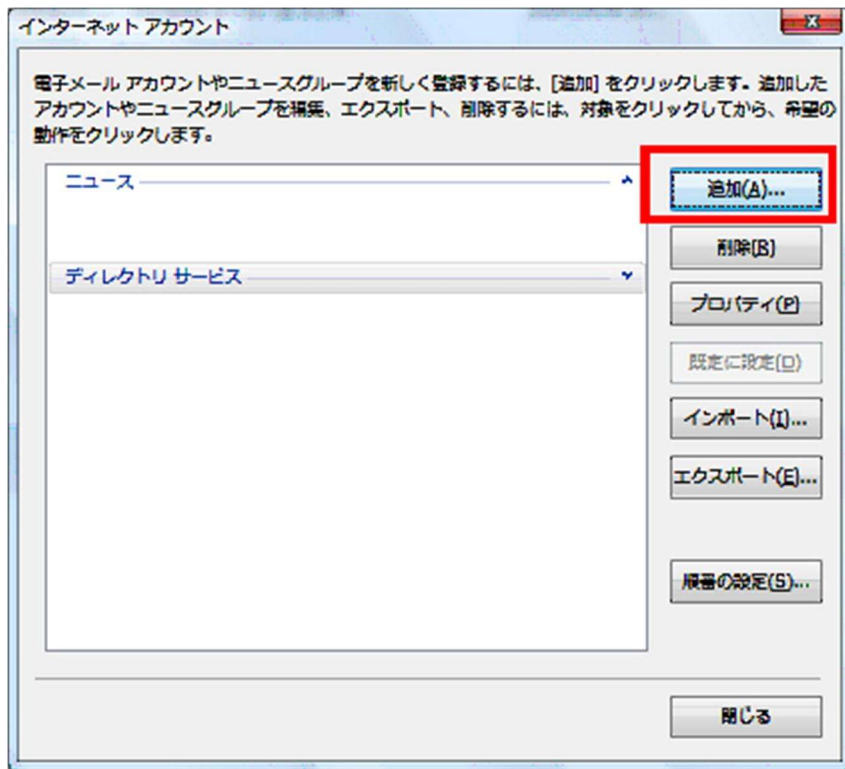 インターネット アカウント
電子メール アカウントやニュースグループを新しく登録するには、[追加] をクリックします。追加した
アカウントやニュースグループを編集、エクスポート、削除するには、対象をクリックしてから、希望の
動作をクリックします。
ニュース
追加(A)...
削除(R)
ディレクトリ サービス
プロパティ(P)
既定に設定(D)
インポート(I)...
エクスポート(E)...
順番の設定(S)...
閉じる